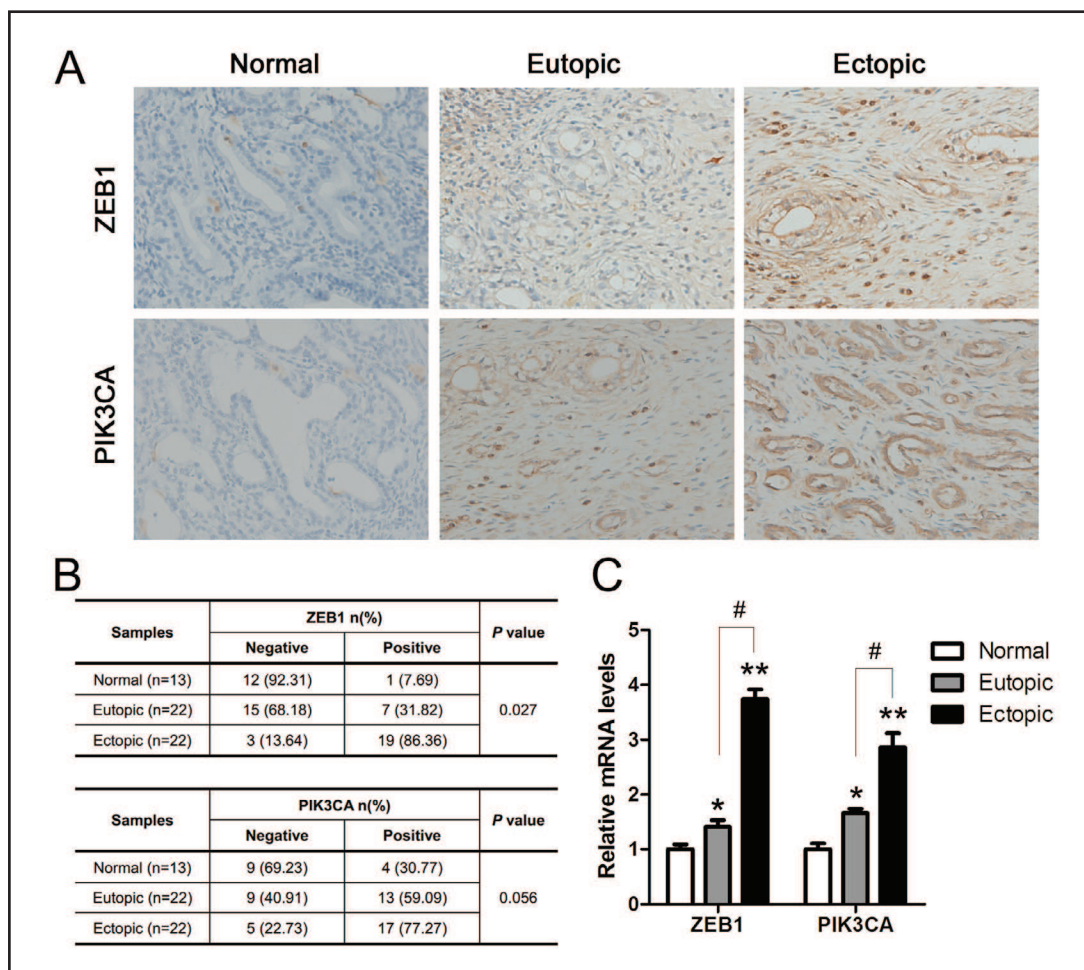 A
Normal Eutopic Ectopic
ZEB1
PIK3CA
B
Samples ZEB1 n(%) P value
Negative Positive
Normal (n=13) 12 (92.31) 1 (7.69)
Eutopic (n=22) 15 (68.18) 7 (31.82) 0.027
Ectopic (n=22) 3 (13.64) 19 (86.36)
Samples PIK3CA n(%) P value
Negative Positive
Normal (n=13) 9 (69.23) 4 (30.77)
Eutopic (n=22) 9 (40.91) 13 (59.09) 0.056
Ectopic (n=22) 5 (22.73) 17 (77.27)
C
Relative mRNA levels
5
4
3
2
1
0
# #
** **
* *
ZEB1 PIK3CA
Normal
Eutopic
Ectopic